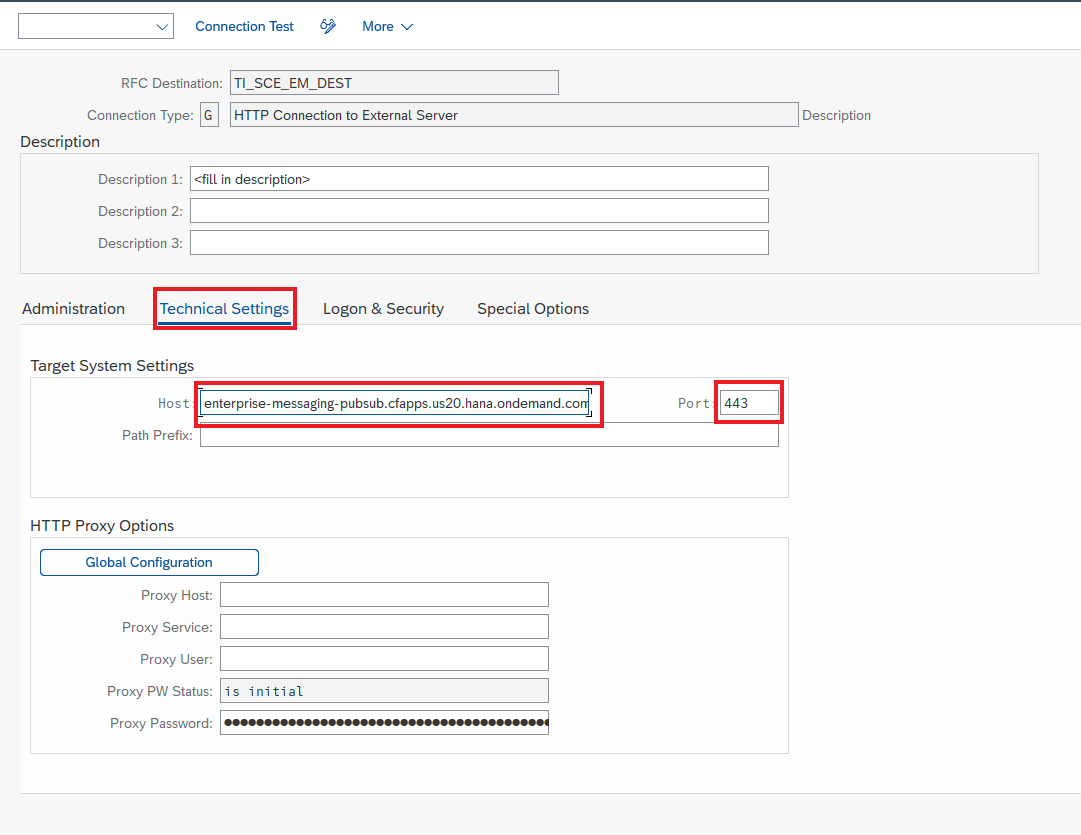 Connection Test More
RFC Destination: TI_SCE_EM_DEST
Connection Type: G HTTP Connection to External Server Description
Description
Description 1: <fill in description>
Description 2:
Description 3:
Administration Technical Settings Logon & Security Special Options
Target System Settings
Host: enterprise-messaging-pubsub.cfapps.us20.hana.ondemand.com Port: 443
Path Prefix:
HTTP Proxy Options
Global Configuration
Proxy Host:
Proxy Service:
Proxy User:
Proxy PW Status: is initial
Proxy Password: